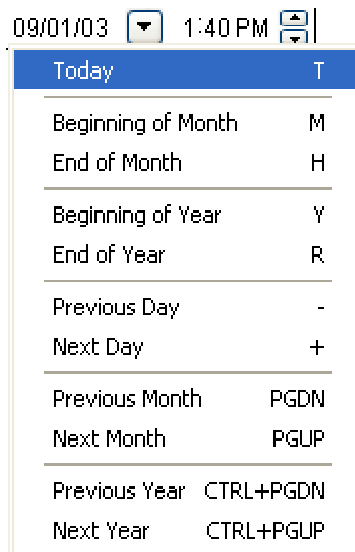 09/01/03 1:40 PM
Today T
Beginning of Month M
End of Month H
Beginning of Year Y
End of Year R
Previous Day -
Next Day +
Previous Month PGDN
Next Month PGUP
Previous Year CTRL+PGDN
Next Year CTRL+PGUP